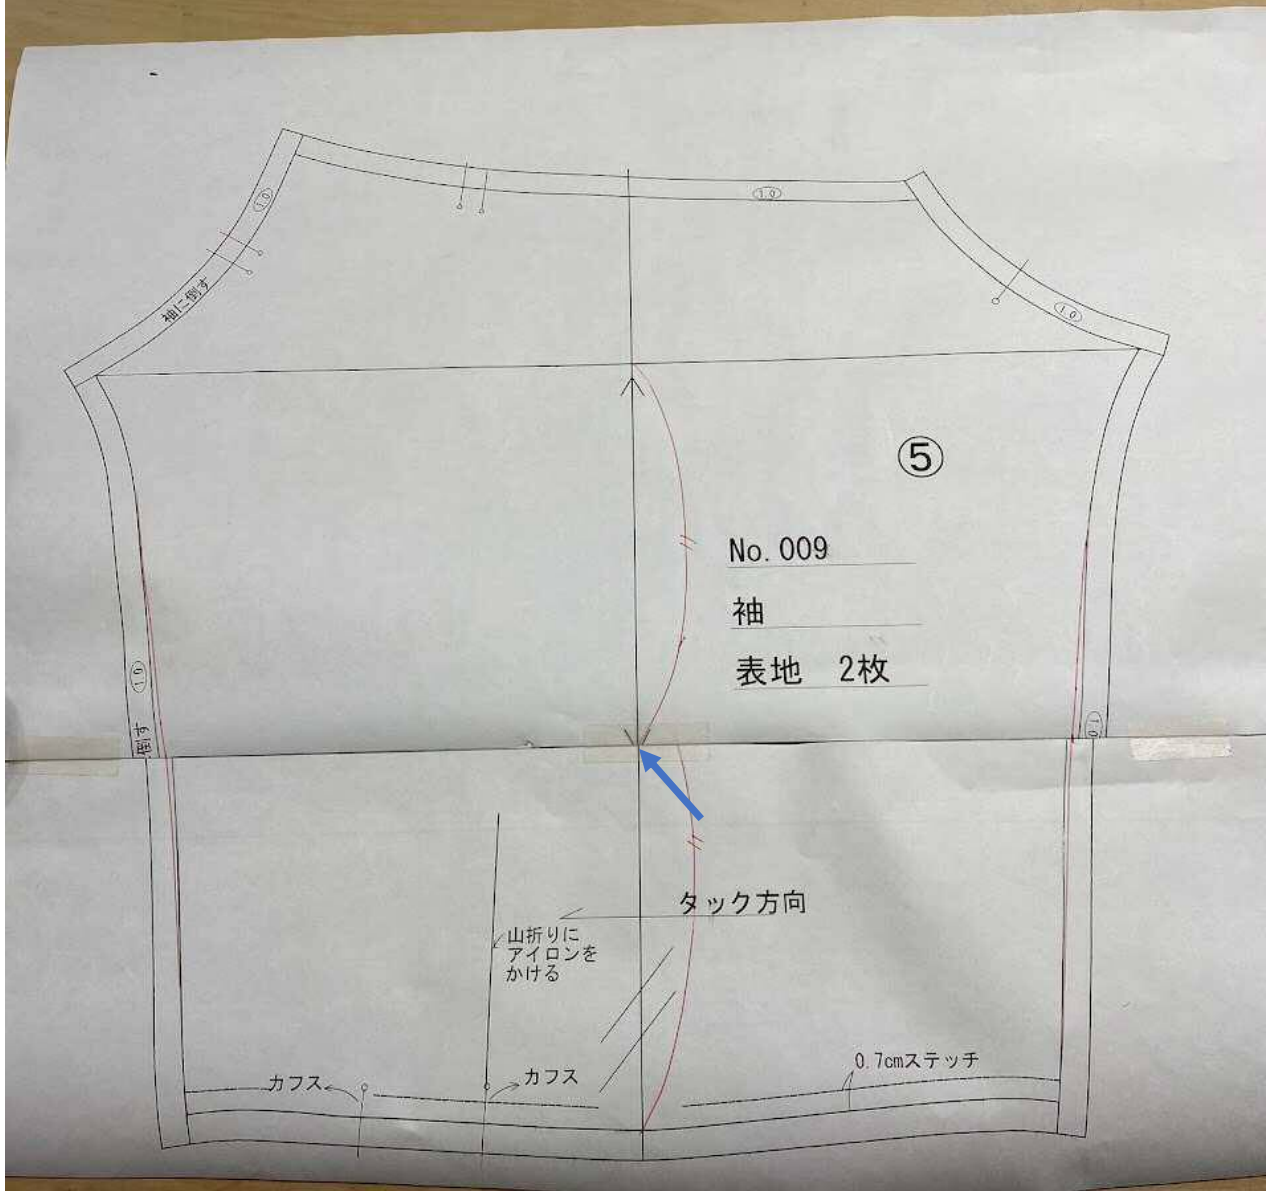 1.0
1.0
袖に倒す
1.0
⑤
No.009
袖
表地 2枚
1.0
倒す
1.0
タック方向
山折りに
アイロンを
かける
カフス
カフス
0.7cmステッチ